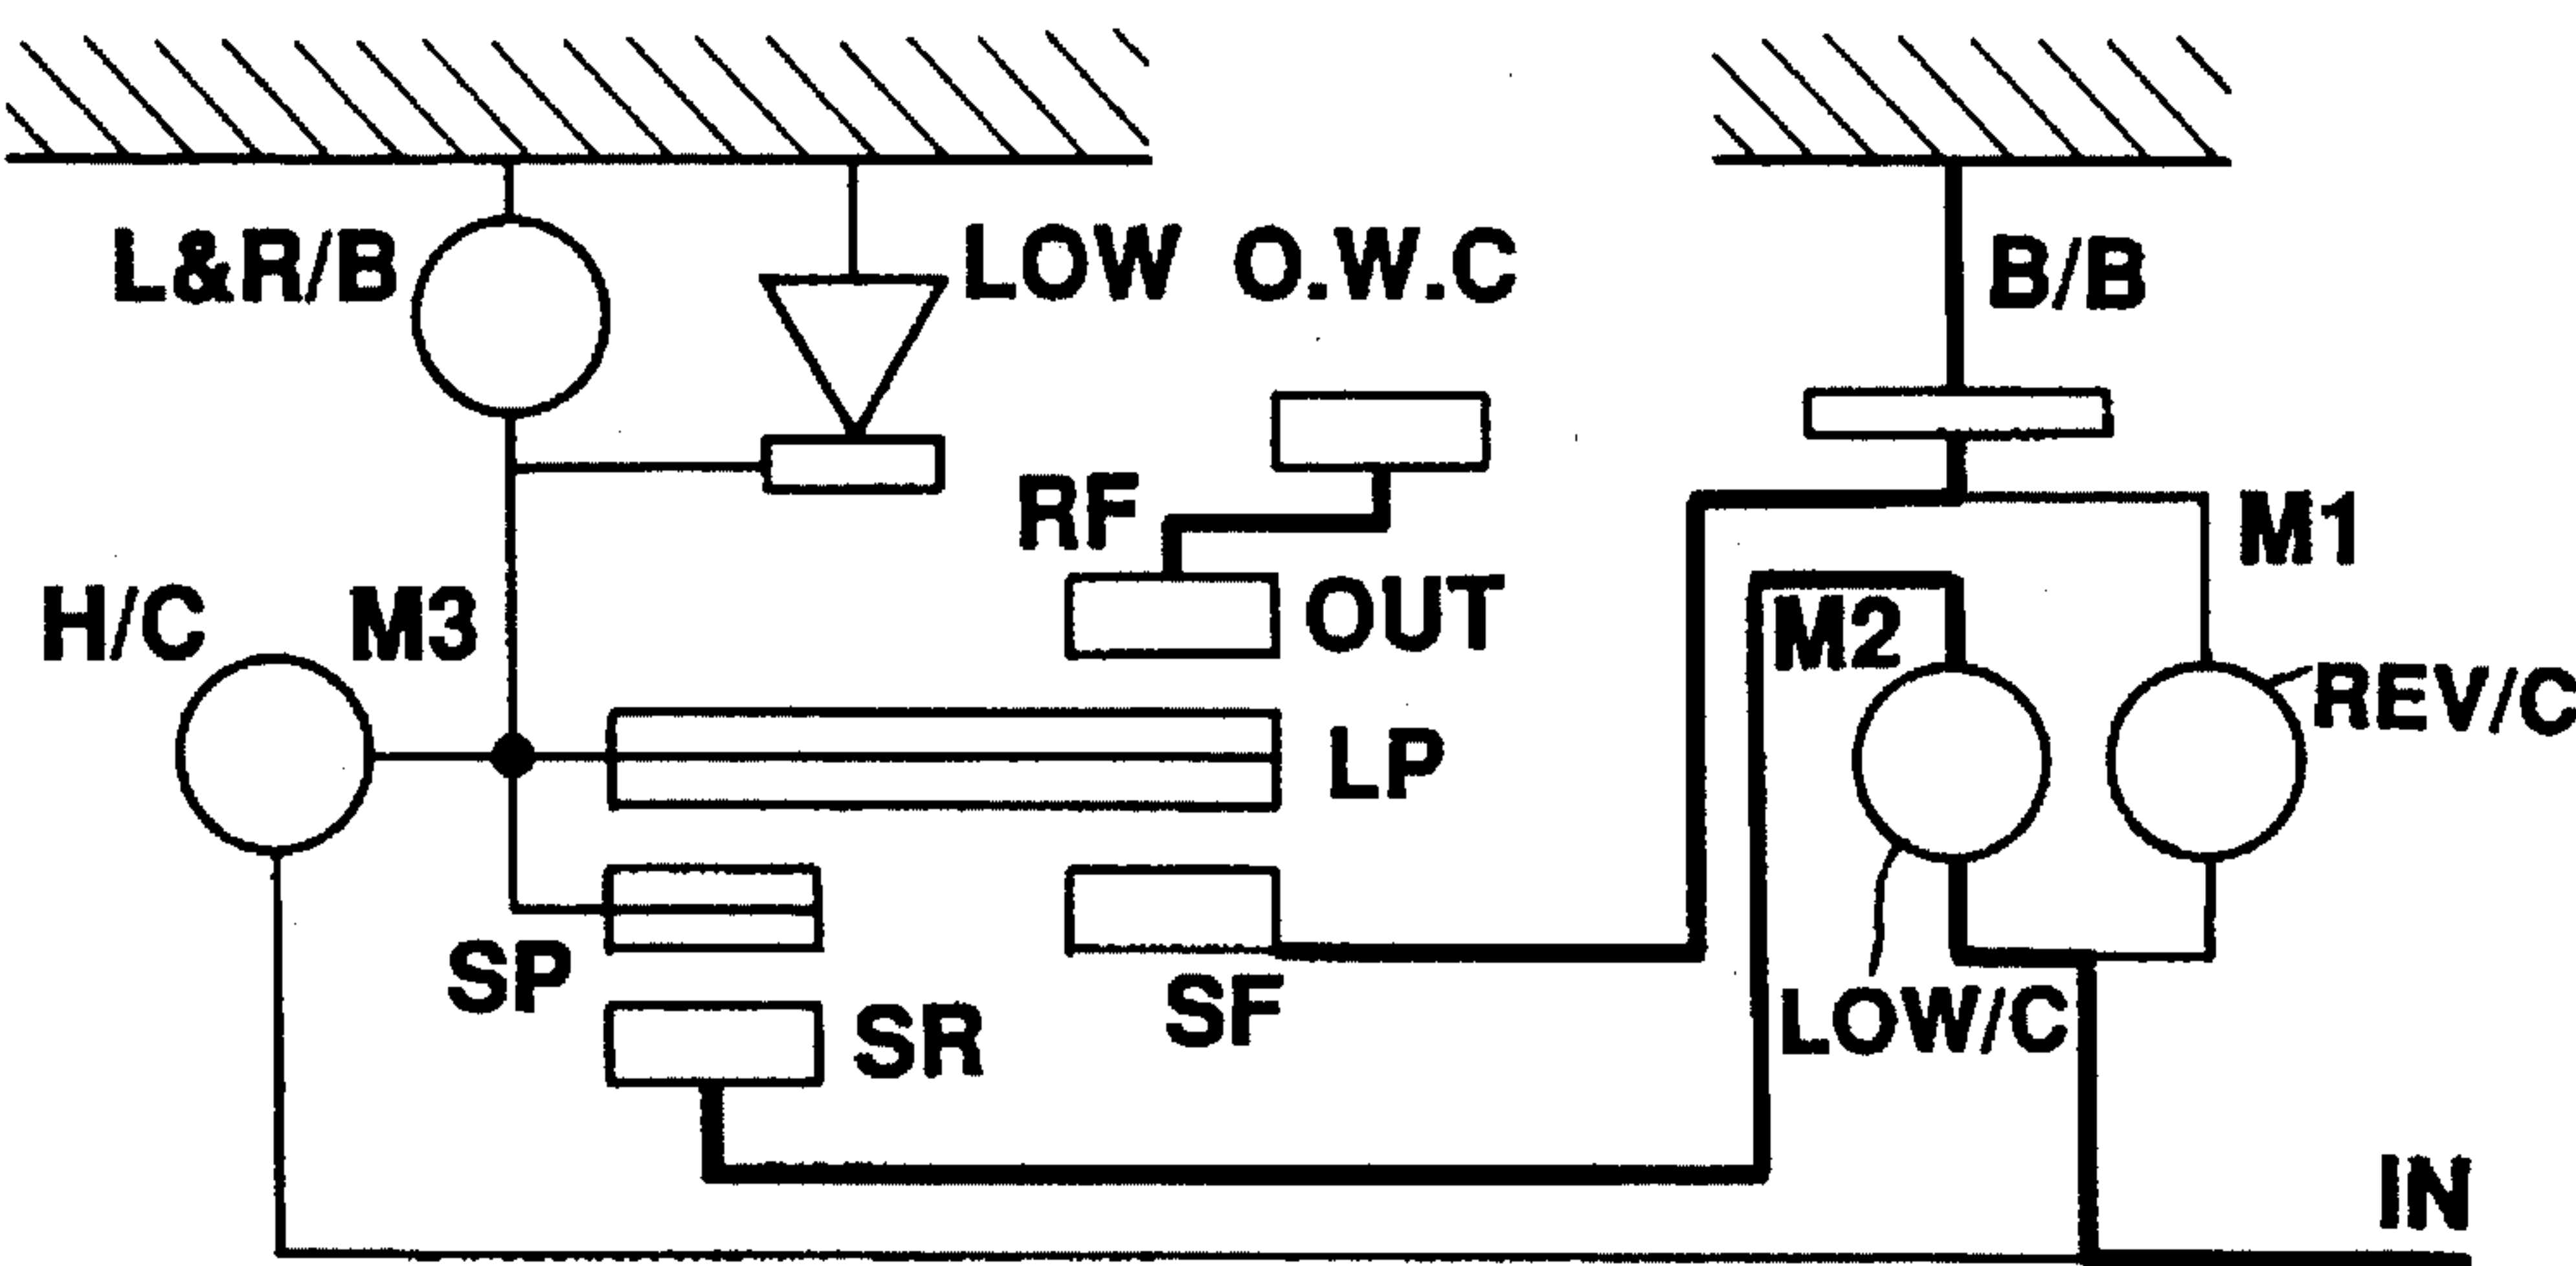 L&R/B
LOW O.W.C
B/B
RF
M1
H/C
M3
OUT
M2
REV/C
LP
SP
SF
SR
LOW/C
IN